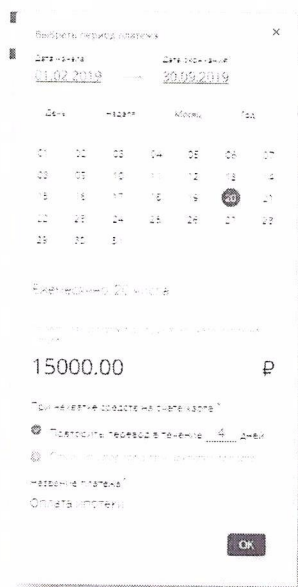 Выбрать период платежа ×
Дата начала Дата окончания
01.02.2019 — 30.09.2019
День Неделя Месяц Год
01 02 03 04 05 06 07
08 09 10 11 12 13 14
15 16 17 18 19 20 21
22 23 24 25 26 27 28
29 30 31
Ежемесячно 20 числа
15000.00 ₽
При нехватке средств на счете карте *
Повторить перевод в течение 4 дней
Название платежа *
Оплата ипотеки
OK